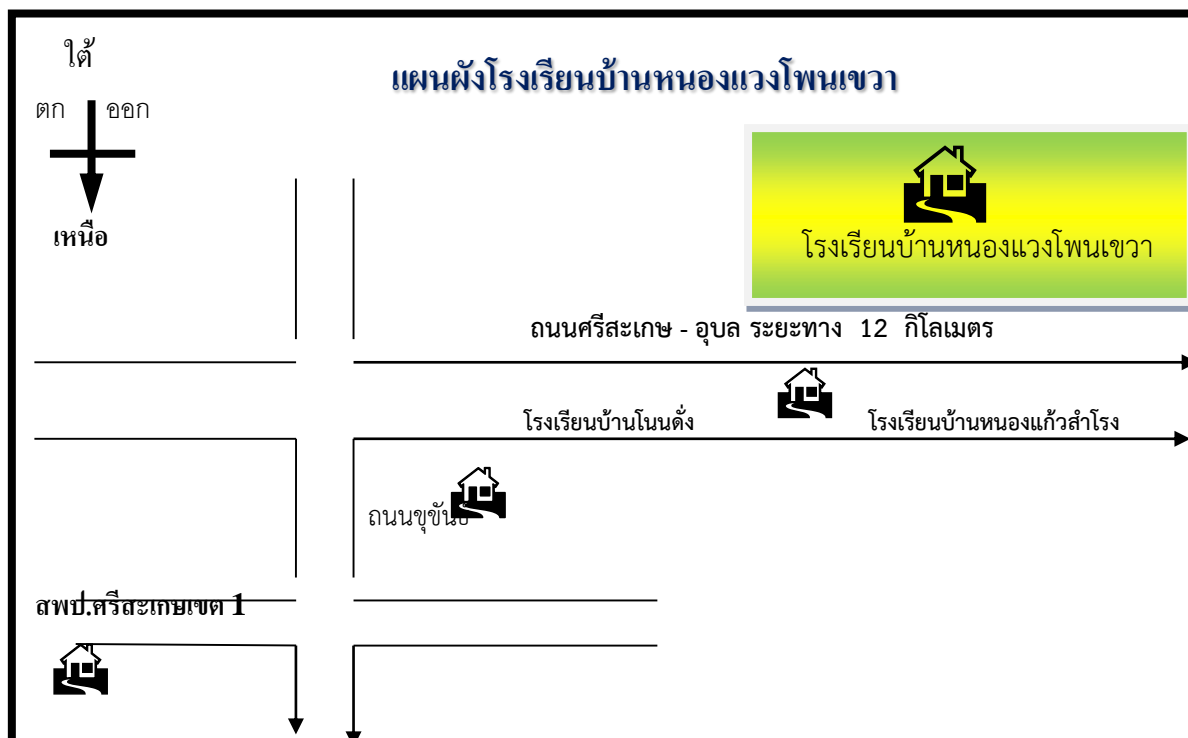 ใต้
แผนผังโรงเรียนบ้านหนองแวงโพนเขวา
ตก ออก
เหนือ
โรงเรียนบ้านหนองแวงโพนเขวา
ถนนศรีสะเกษ - อุบล ระยะทาง 12 กิโลเมตร
โรงเรียนบ้านโนนดั่ง โรงเรียนบ้านหนองแก้วสำโรง
ถนนขุขันธ์
สพป.ศรีสะเกษเขต 1